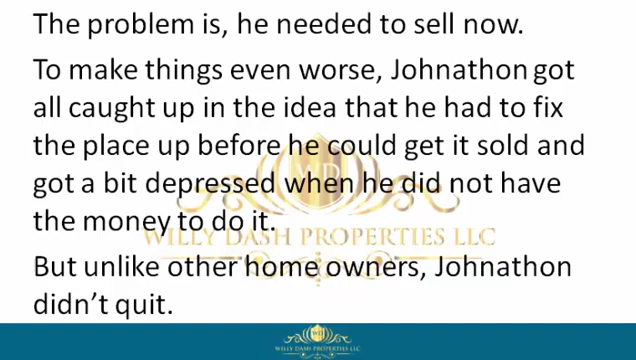 The problem is, he needed to sell now.
To make things even worse, Johnathon got
all caught up in the idea that he had to fix
the place up before he could get it sold and
got a bit depressed when he did not have
the money to do it.
WILLY DASH PROPERTIES LLC
But unlike other home owners, Johnathon
didn’t quit.
WILLY DASH PROPERTIES LLC